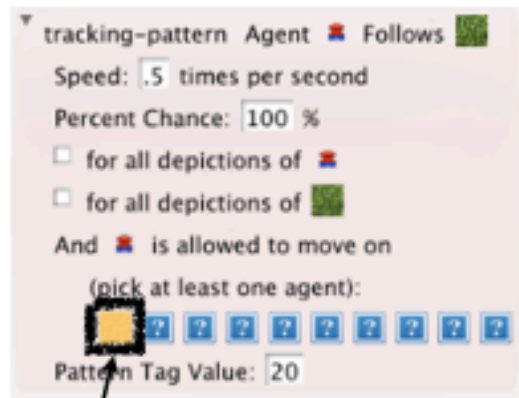 tracking-pattern Agent Follows
Speed: .5 times per second
Percent Chance: 100 %
for all depictions of
for all depictions of
And is allowed to move on
(pick at least one agent):
? ? ? ? ? ? ? ? ?
Pattern Tag Value: 20